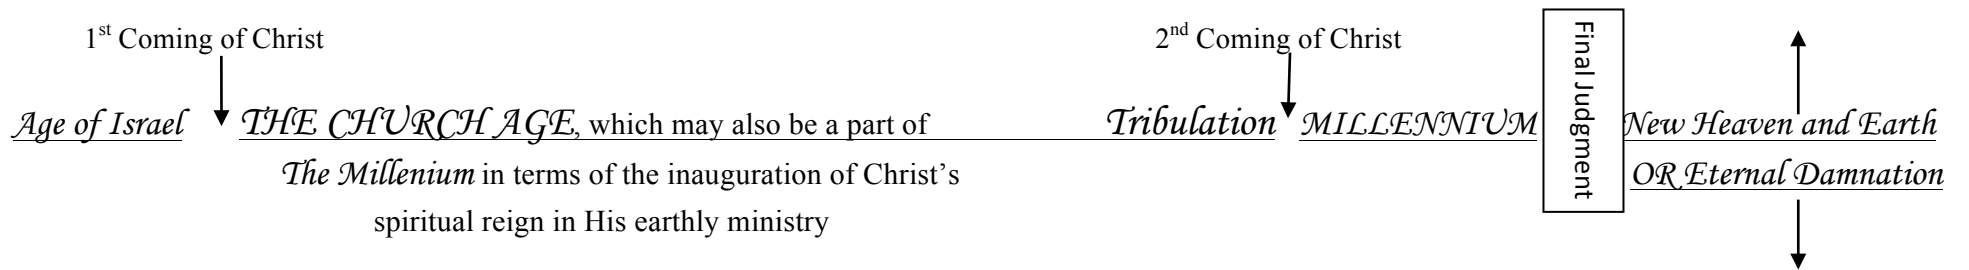 1st Coming of Christ
2nd Coming of Christ
Age of Israel THE CHURCH AGE, which may also be a part of Tribulation MILLENNIUM New Heaven and Earth
The Millenium in terms of the inauguration of Christ’s
OR Eternal Damnation
spiritual reign in His earthly ministry
Final Judgment